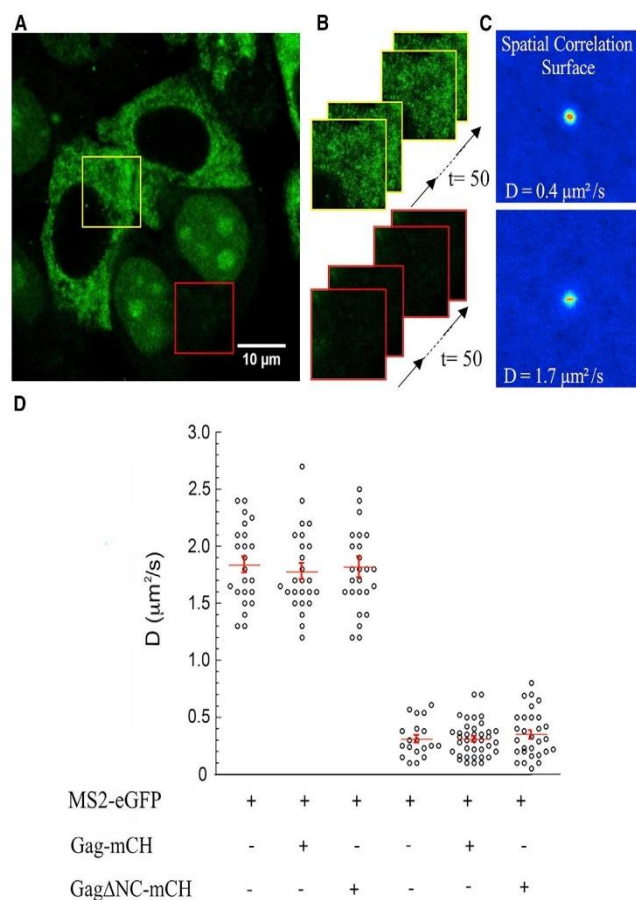 A
B
C
10 μm
t= 50
t= 50
Spatial Correlation
Surface
D = 0.4 μm²/s
D = 1.7 μm²/s
D
D (μm²/s)
3.0
2.5
2.0
1.5
1.0
0.5
0
MS2-eGFP + + + + + +
Gag-mCH - + - - + -
GagΔNC-mCH - - + - - +